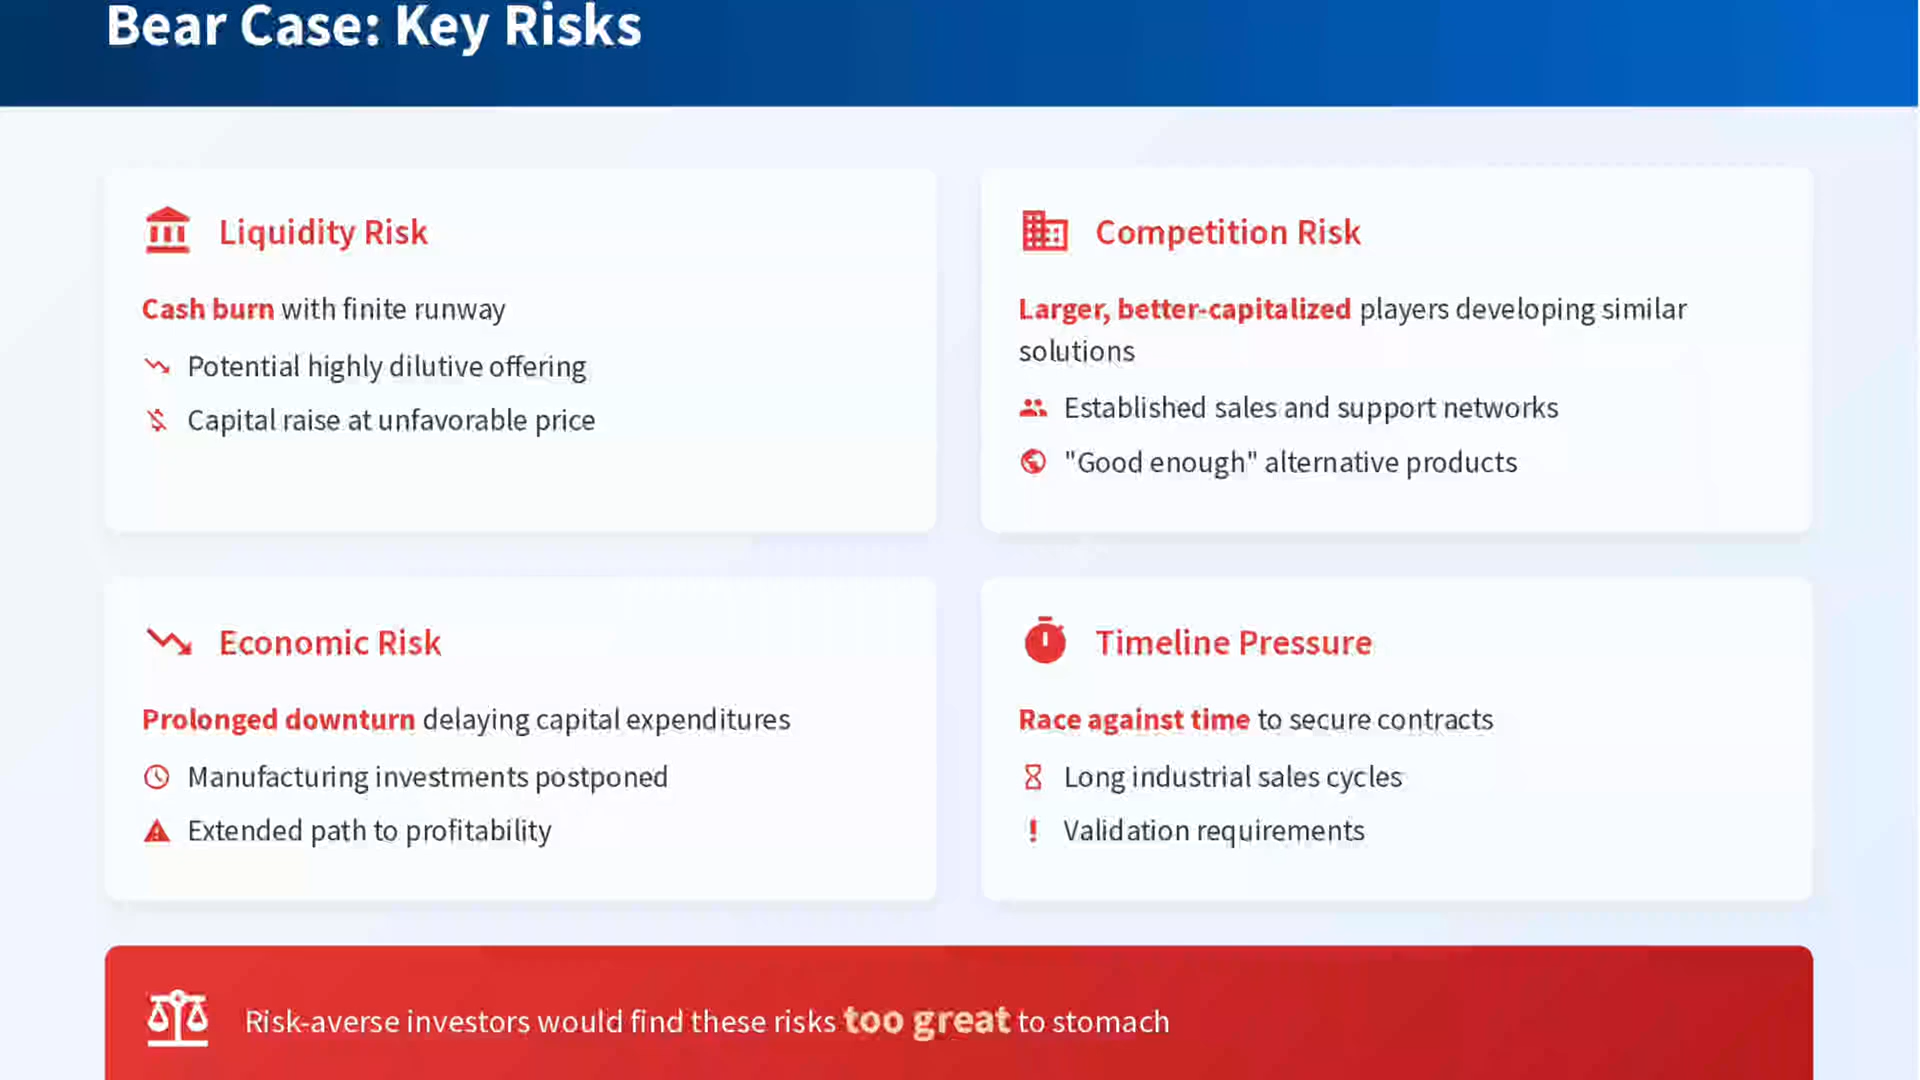 Bear Case: Key Risks
Liquidity Risk
Cash burn with finite runway
Potential highly dilutive offering
Capital raise at unfavorable price
Competition Risk
Larger, better-capitalized players developing similar
solutions
Established sales and support networks
"Good enough" alternative products
Economic Risk
Prolonged downturn delaying capital expenditures
Manufacturing investments postponed
Extended path to profitability
Timeline Pressure
Race against time to secure contracts
Long industrial sales cycles
Validation requirements
Risk-averse investors would find these risks too great to stomach